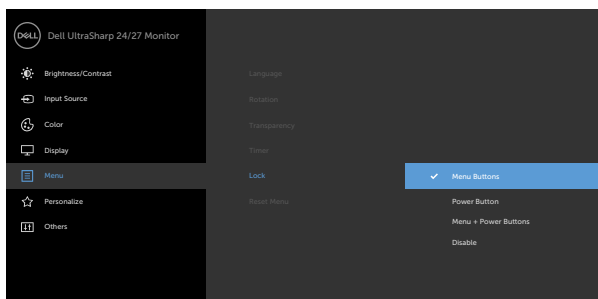 DELL
Dell UltraSharp 24/27 Monitor
Brightness/Contrast
Input Source
Color
Display
Menu
Personalize
Others
Language
Rotation
Transparency
Timer
Lock
Reset Menu
Menu Buttons
Power Button
Menu + Power Buttons
Disable